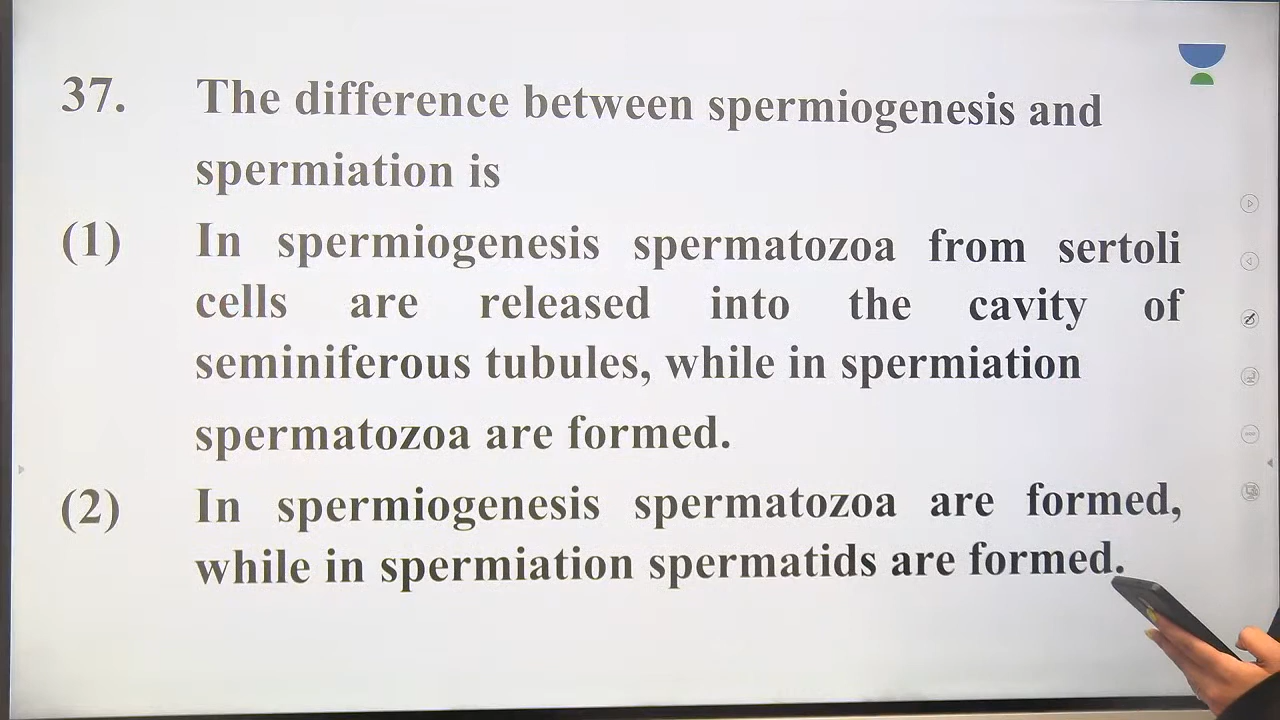 37. The difference between spermiogenesis and
spermiation is
(1) In spermiogenesis spermatozoa from sertoli
cells are released into the cavity of
seminiferous tubules, while in spermiation
spermatozoa are formed.
(2) In spermiogenesis spermatozoa are formed,
while in spermiation spermatids are formed.